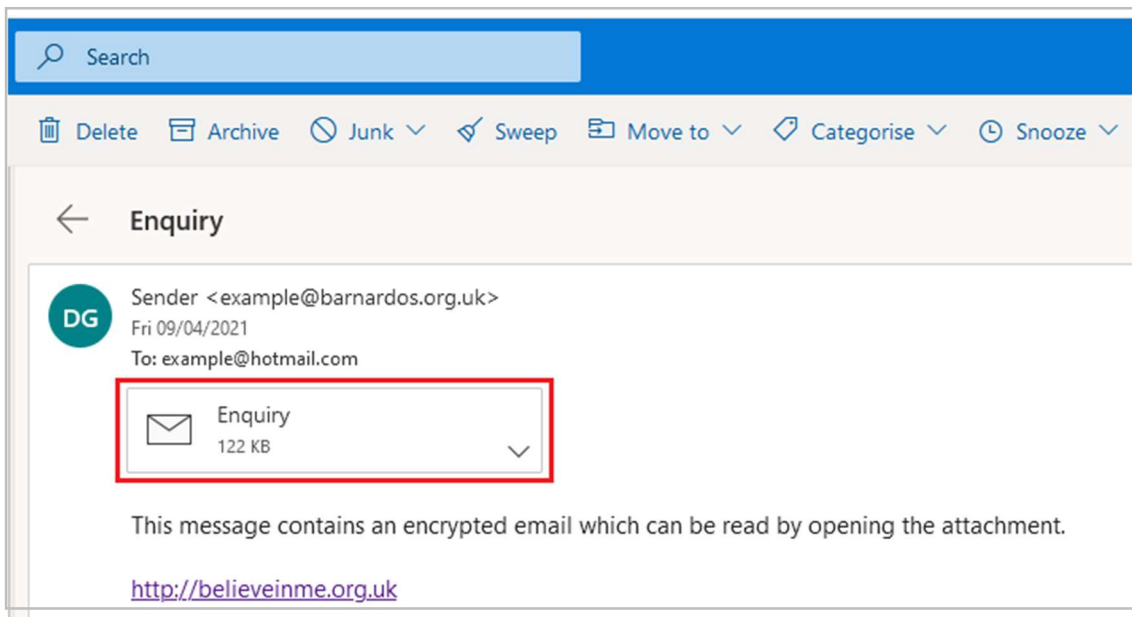 Search
Delete Archive Junk Sweep Move to Categorise Snooze
Enquiry
DG
Sender <example@barnardos.org.uk>
Fri 09/04/2021
To: example@hotmail.com
Enquiry
122 KB
This message contains an encrypted email which can be read by opening the attachment.
http://believeinme.org.uk